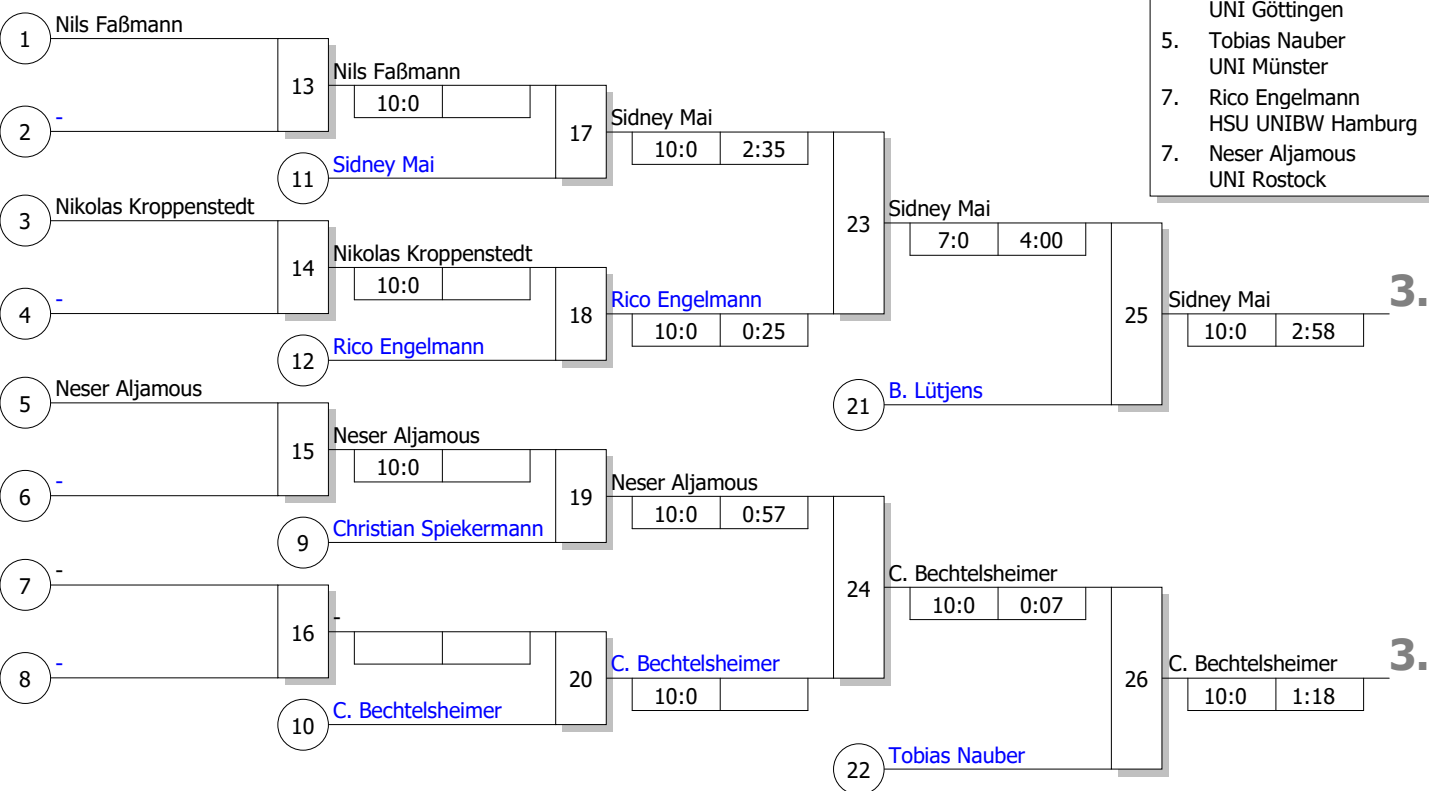 UNI Göttingen
5. Tobias Nauber
UNI Münster
7. Rico Engelmann
HSU UNIBW Hamburg
7. Neser Aljamous
UNI Rostock
1 Nils Faßmann
2 -
13 Nils Faßmann
10:0
11 Sidney Mai
17 Sidney Mai
10:0 2:35
3 Nikolas Kroppenstedt
4 -
14 Nikolas Kroppenstedt
10:0
12 Rico Engelmann
18 Rico Engelmann
10:0 0:25
23 Sidney Mai
7:0 4:00
21 B. Lütjens
25 Sidney Mai 3.
10:0 2:58
5 Neser Aljamous
6 -
15 Neser Aljamous
10:0
9 Christian Spiekermann
19 Neser Aljamous
10:0 0:57
7 -
8 -
16 -
10 C. Bechtelsheimer
20 C. Bechtelsheimer
10:0
24 C. Bechtelsheimer
10:0 0:07
22 Tobias Nauber
26 C. Bechtelsheimer 3.
10:0 1:18